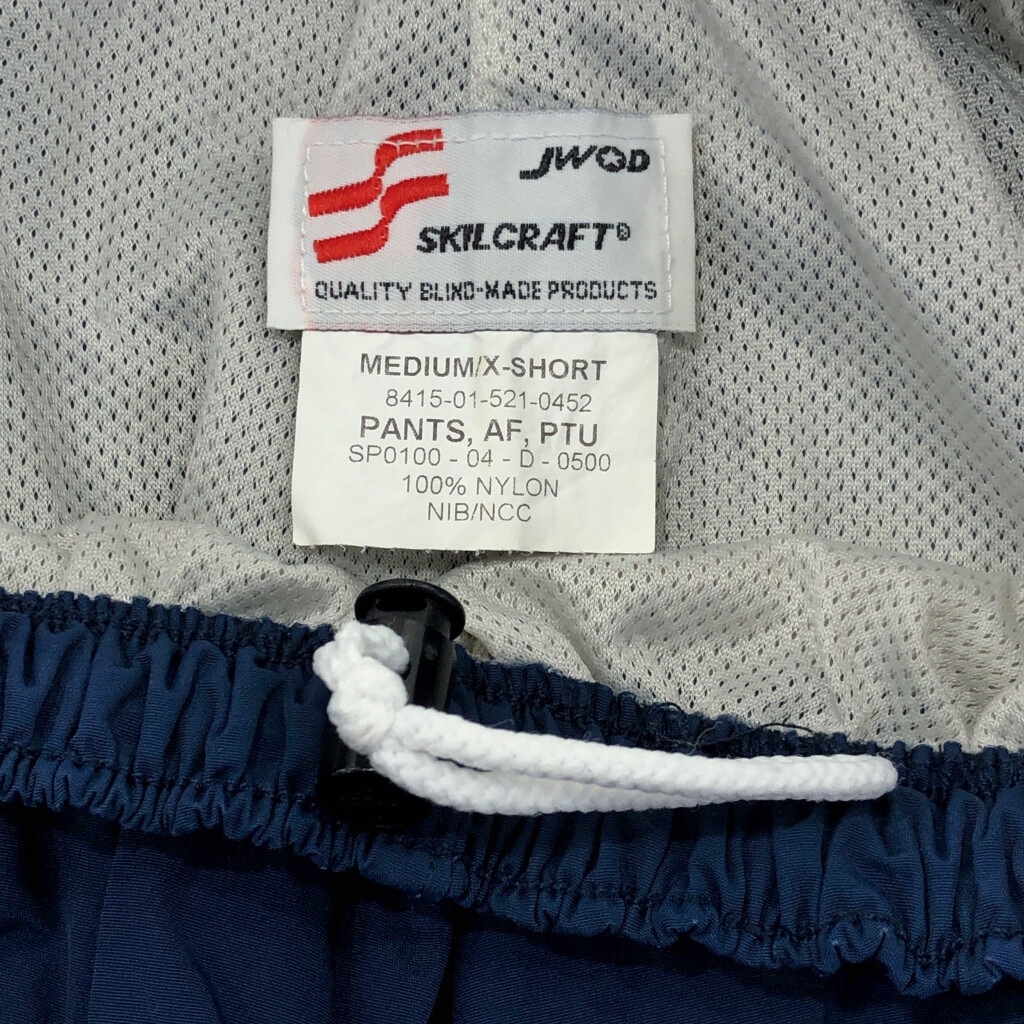 JWOD
SKILCRAFT®
QUALITY BLIND-MADE PRODUCTS
MEDIUM/X-SHORT
8415-01-521-0452
PANTS, AF, PTU
SP0100 - 04 - D - 0500
100% NYLON
NIB/NCC